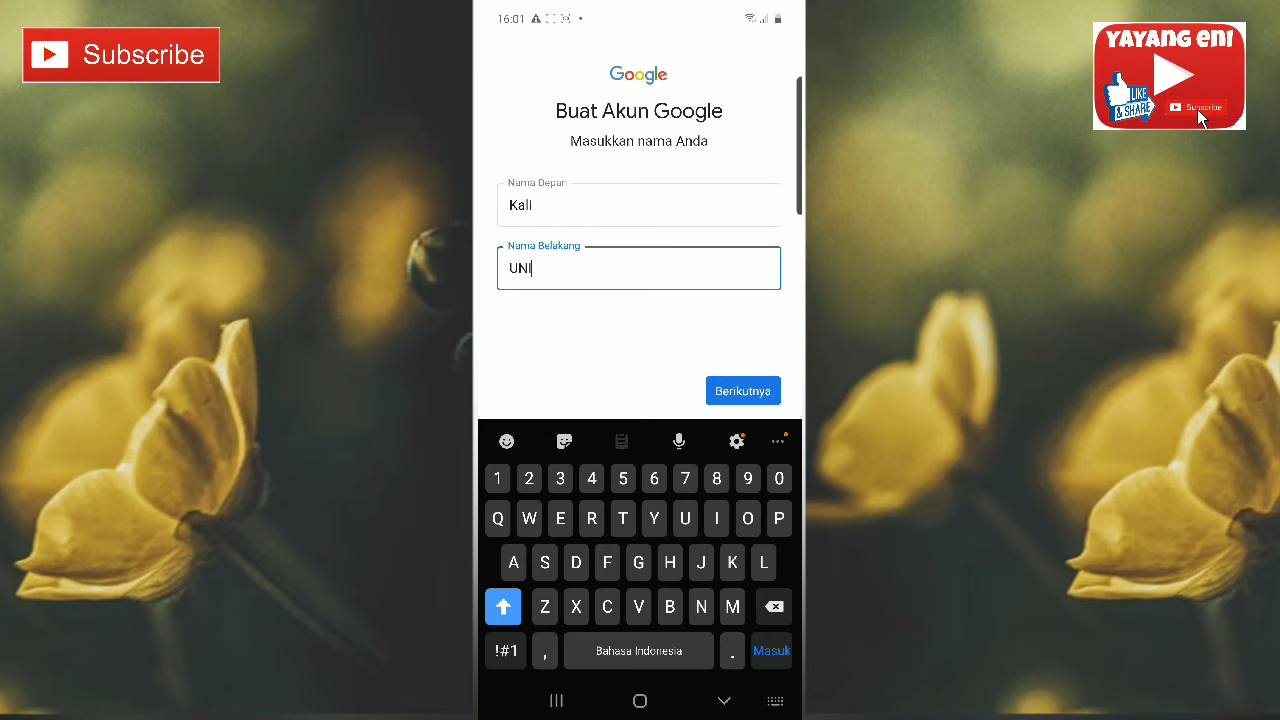 Subscribe
YAYANG ENI
LIKE
& SHARE
Subscribe
16:01
Google
Buat Akun Google
Masukkan nama Anda
Nama Depan
Kali
Nama Belakang
UNI
Berikutnya
1 2 3 4 5 6 7 8 9 0
Q W E R T Y U I O P
A S D F G H J K L
Z X C V B N M
!#1 , Bahasa Indonesia . Masuk